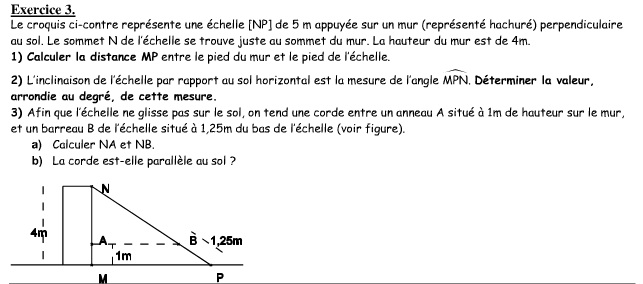 Exercice 3.
Le croquis ci-contre représente une échelle [NP] de 5 m appuyée sur un mur (représenté hachuré) perpendiculaire
au sol. Le sommet N de l'échelle se trouve juste au sommet du mur. La hauteur du mur est de 4m.
1) Calculer la distance MP entre le pied du mur et le pied de l'échelle.
2) L'inclinaison de l'échelle par rapport au sol horizontal est la mesure de l'angle MPN. Déterminer la valeur,
arrondie au degré, de cette mesure.
3) Afin que l'échelle ne glisse pas sur le sol, on tend une corde entre un anneau A situé à 1m de hauteur sur le mur,
et un barreau B de l'échelle situé à 1,25m du bas de l'échelle (voir figure).
a) Calculer NA et NB.
b) La corde est-elle parallèle au sol ?
N
4m A B 1,25m
1m
M P